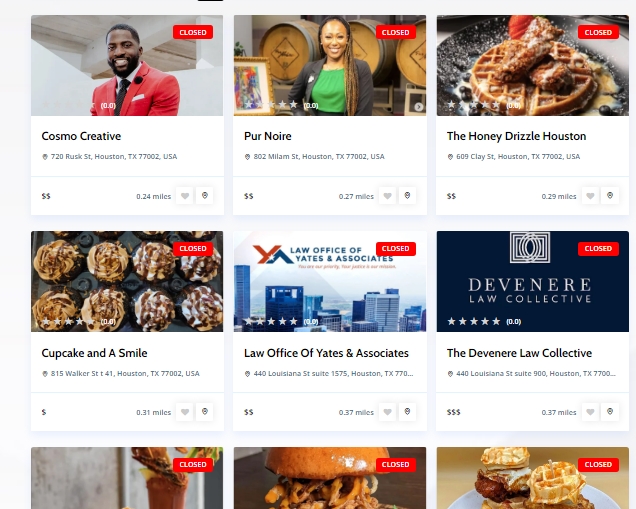 CLOSED
CLOSED
CLOSED
(0.0)
(0.0)
(0.0)
Cosmo Creative
Pur Noire
The Honey Drizzle Houston
720 Rusk St, Houston, TX 77002, USA
802 Milam St, Houston, TX 77002, USA
609 Clay St, Houston, TX 77002, USA
$$
0.24 miles
$$
0.27 miles
$$
0.29 miles
CLOSED
LAW OFFICE OF
YATES & ASSOCIATES
CLOSED
You are our priority, Your justice is our mission.
CLOSED
DEVENERE
LAW COLLECTIVE
(0.0)
(0.0)
(0.0)
Cupcake and A Smile
Law Office Of Yates & Associates
The Devenere Law Collective
815 Walker St t 41, Houston, TX 77002, USA
440 Louisiana St suite 1575, Houston, TX 770...
440 Louisiana St suite 900, Houston, TX 7700...
$
0.31 miles
$$
0.37 miles
$$$
0.37 miles
CLOSED
CLOSED
CLOSED